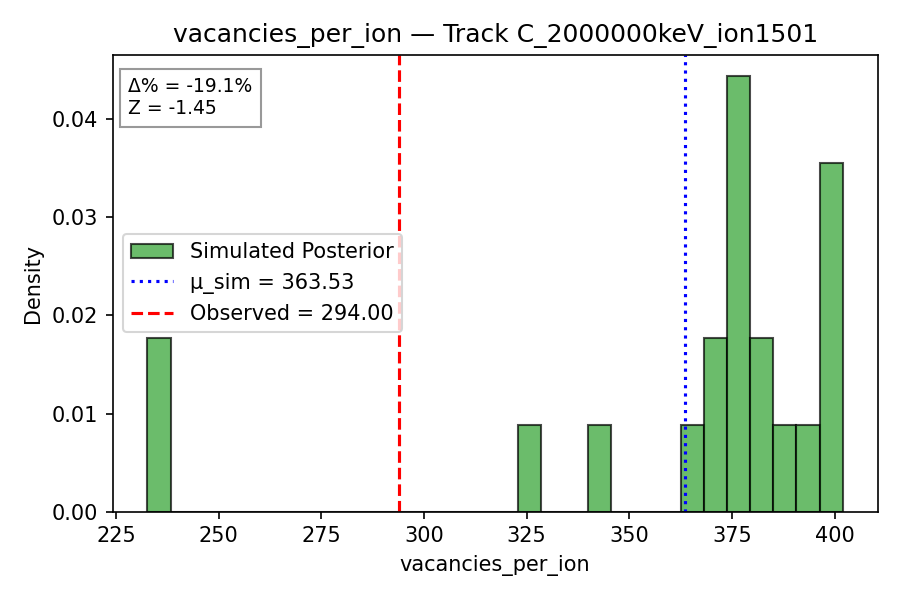 vacancies_per_ion — Track C_2000000keV_ion1501
Δ% = -19.1%
Z = -1.45
Simulated Posterior
μ_sim = 363.53
Observed = 294.00
Density
0.04
0.03
0.02
0.01
0.00
225 250 275 300 325 350 375 400
vacancies_per_ion